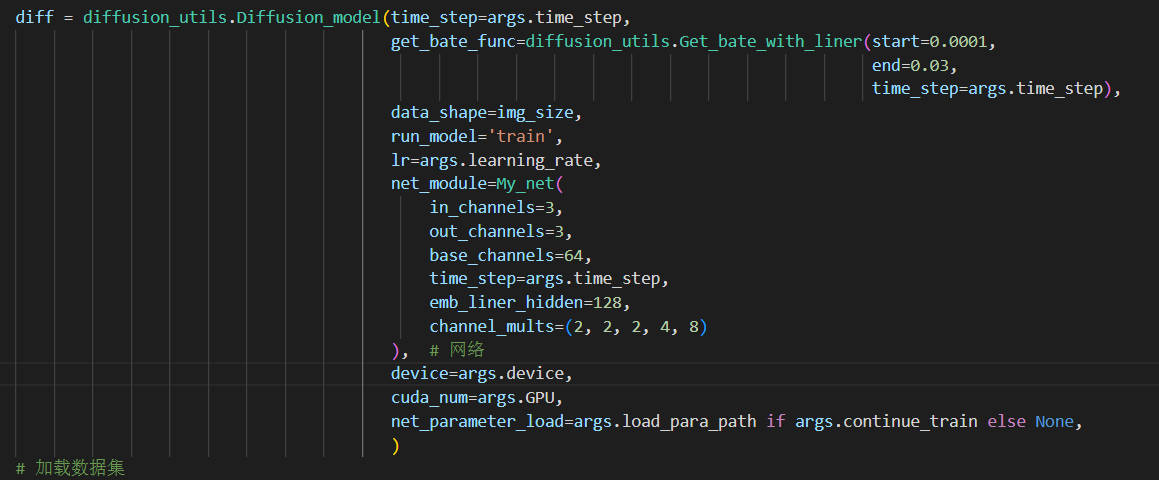 diff = diffusion_utils.Diffusion_model(time_step=args.time_step,
get_bate_func=diffusion_utils.Get_bate_with_liner(start=0.0001,
end=0.03,
time_step=args.time_step),
data_shape=img_size,
run_model='train',
lr=args.learning_rate,
net_module=My_net(
in_channels=3,
out_channels=3,
base_channels=64,
time_step=args.time_step,
emb_liner_hidden=128,
channel_mults=(2, 2, 2, 4, 8)
), # 网络
device=args.device,
cuda_num=args.GPU,
net_parameter_load=args.load_para_path if args.continue_train else None,
)
# 加载数据集